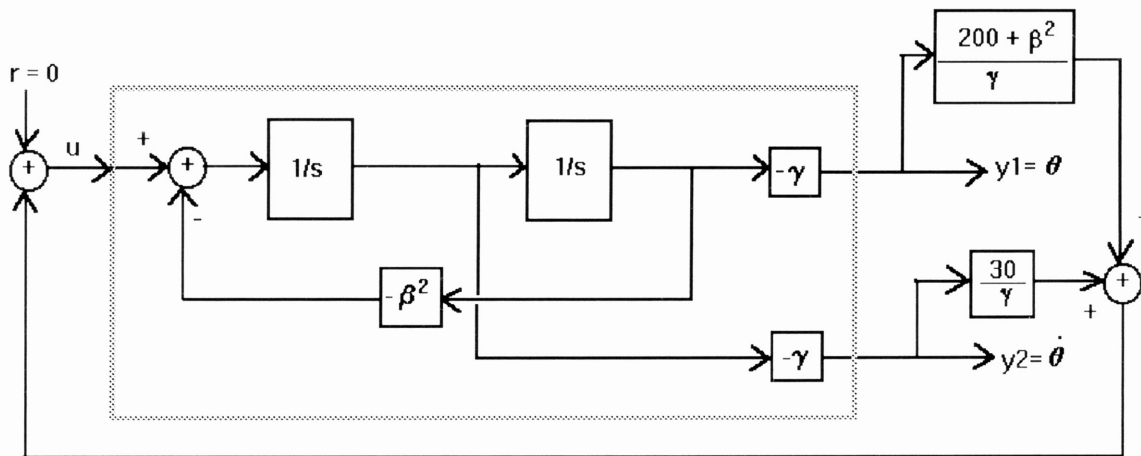 200 + β²
γ
r = 0
u
+
+
+
-
1/s
1/s
-γ
y1= θ
-β²
30
γ
+
+
-γ
y2= θ̇